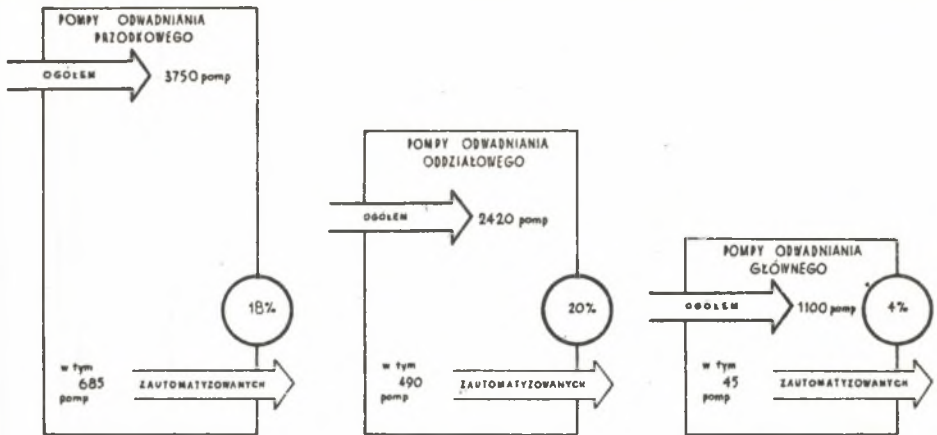 POMPY ODWADNIANIA
PRZODKOWEGO
OGÓŁEM
3750 pomp
18%
w tym
685
pomp
ZAUTOMATYZOWANYCH
POMPY ODWADNIANIA
ODDZIAŁOWEGO
OGÓŁEM
2420 pomp
20%
w tym
490
pomp
ZAUTOMATYZOWANYCH
POMPY ODWADNIANIA
GŁÓWNEGO
OGÓŁEM
1100 pomp
4%
w tym
45
pomp
ZAUTOMATYZOWANYCH